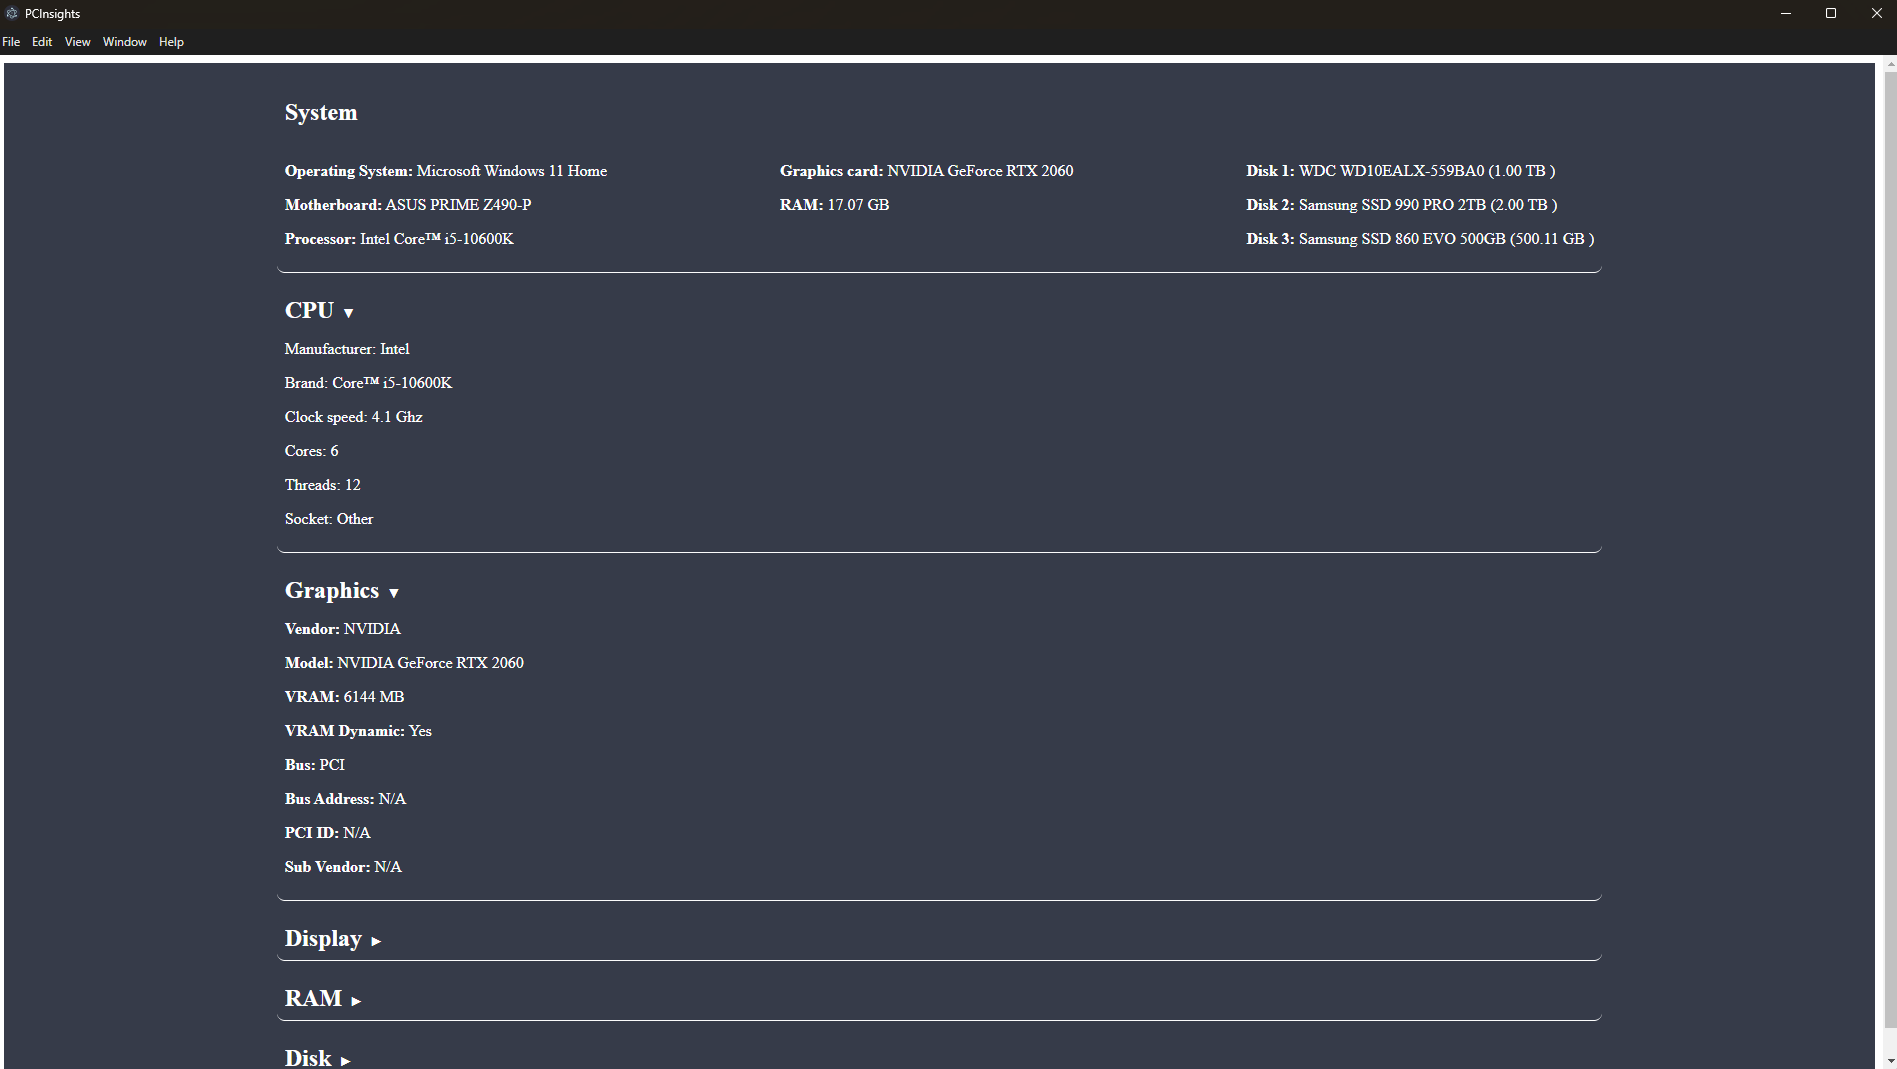 PCInsights
File Edit View Window Help
System
Operating System: Microsoft Windows 11 Home
Motherboard: ASUS PRIME Z490-P
Processor: Intel Core™ i5-10600K
Graphics card: NVIDIA GeForce RTX 2060
RAM: 17.07 GB
Disk 1: WDC WD10EALX-559BA0 (1.00 TB )
Disk 2: Samsung SSD 990 PRO 2TB (2.00 TB )
Disk 3: Samsung SSD 860 EVO 500GB (500.11 GB )
CPU ▼
Manufacturer: Intel
Brand: Core™ i5-10600K
Clock speed: 4.1 Ghz
Cores: 6
Threads: 12
Socket: Other
Graphics ▼
Vendor: NVIDIA
Model: NVIDIA GeForce RTX 2060
VRAM: 6144 MB
VRAM Dynamic: Yes
Bus: PCI
Bus Address: N/A
PCI ID: N/A
Sub Vendor: N/A
Display ►
RAM ►
Disk ►